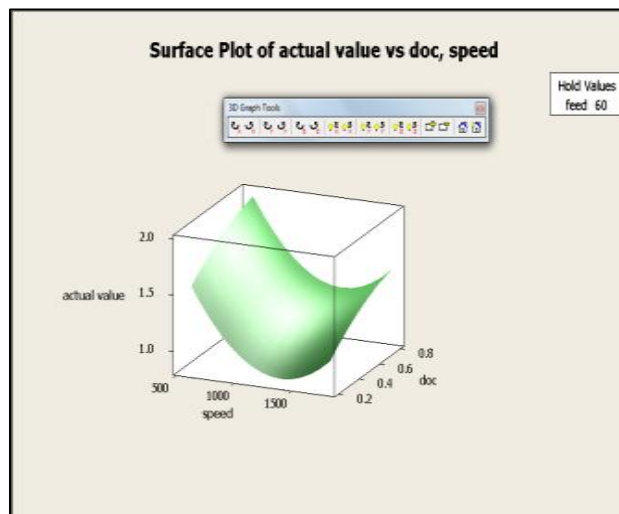 Surface Plot of actual value vs doc, speed
Hold Values
feed 60
3D Graph Tools
2.0
actual value 1.5
1.0
500
1000
1500
speed
0.2
0.4
0.6
0.8
doc